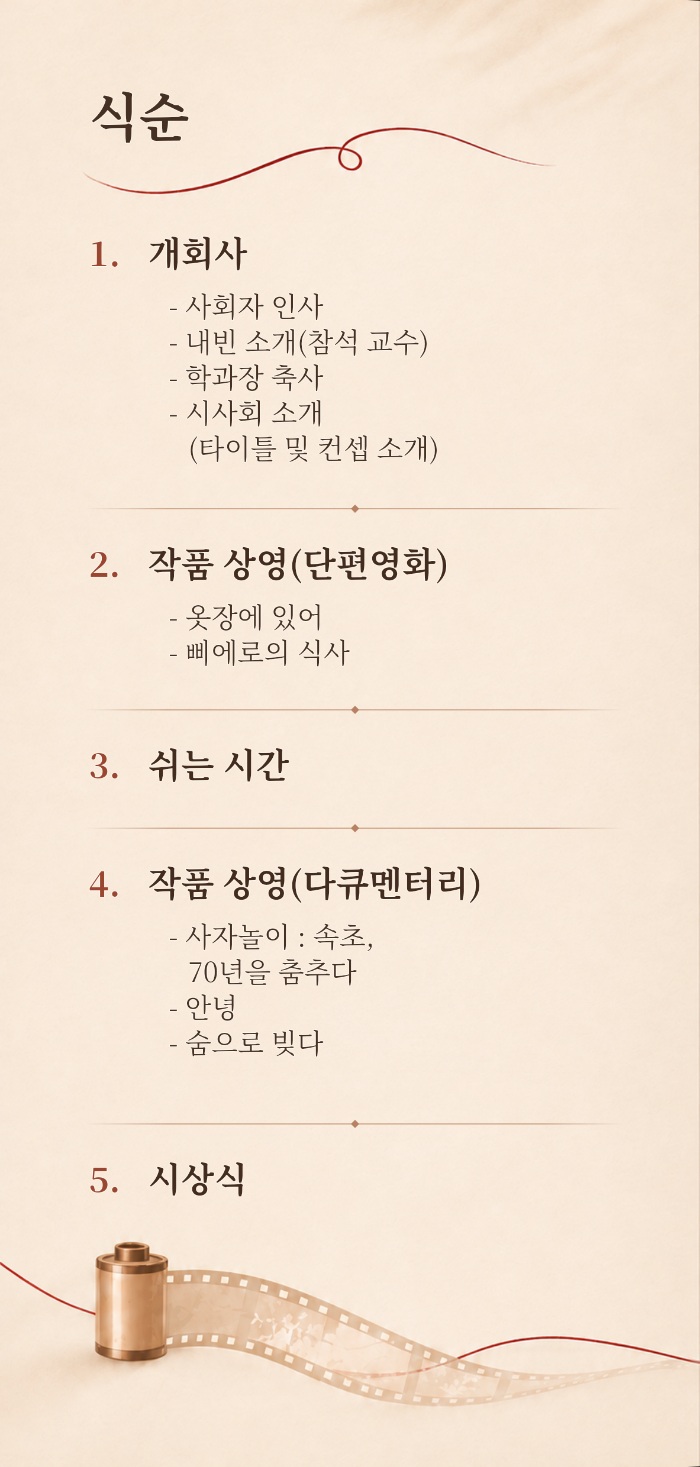 식순
1. 개회사
- 사회자 인사
- 내빈 소개(참석 교수)
- 학과장 축사
- 시사회 소개
(타이틀 및 컨셉 소개)
2. 작품 상영(단편영화)
- 옷장에 있어
- 삐에로의 식사
3. 쉬는 시간
4. 작품 상영(다큐멘터리)
- 사자놀이 : 속초,
70년을 춤추다
- 안녕
- 숨으로 빚다
5. 시상식